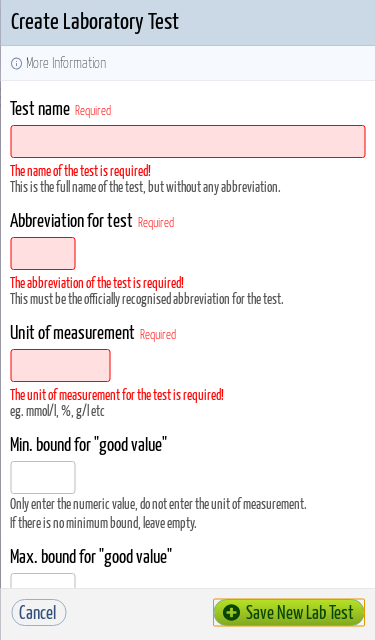 Create Laboratory Test
More Information
Test name Required
The name of the test is required!
This is the full name of the test, but without any abbreviation.
Abbreviation for test Required
The abbreviation of the test is required!
This must be the officially recognised abbreviation for the test.
Unit of measurement Required
The unit of measurement for the test is required!
eg. mmol/l, %, g/l etc
Min. bound for "good value"
Only enter the numeric value, do not enter the unit of measurement.
If there is no minimum bound, leave empty.
Max. bound for "good value"
Cancel
Save New Lab Test